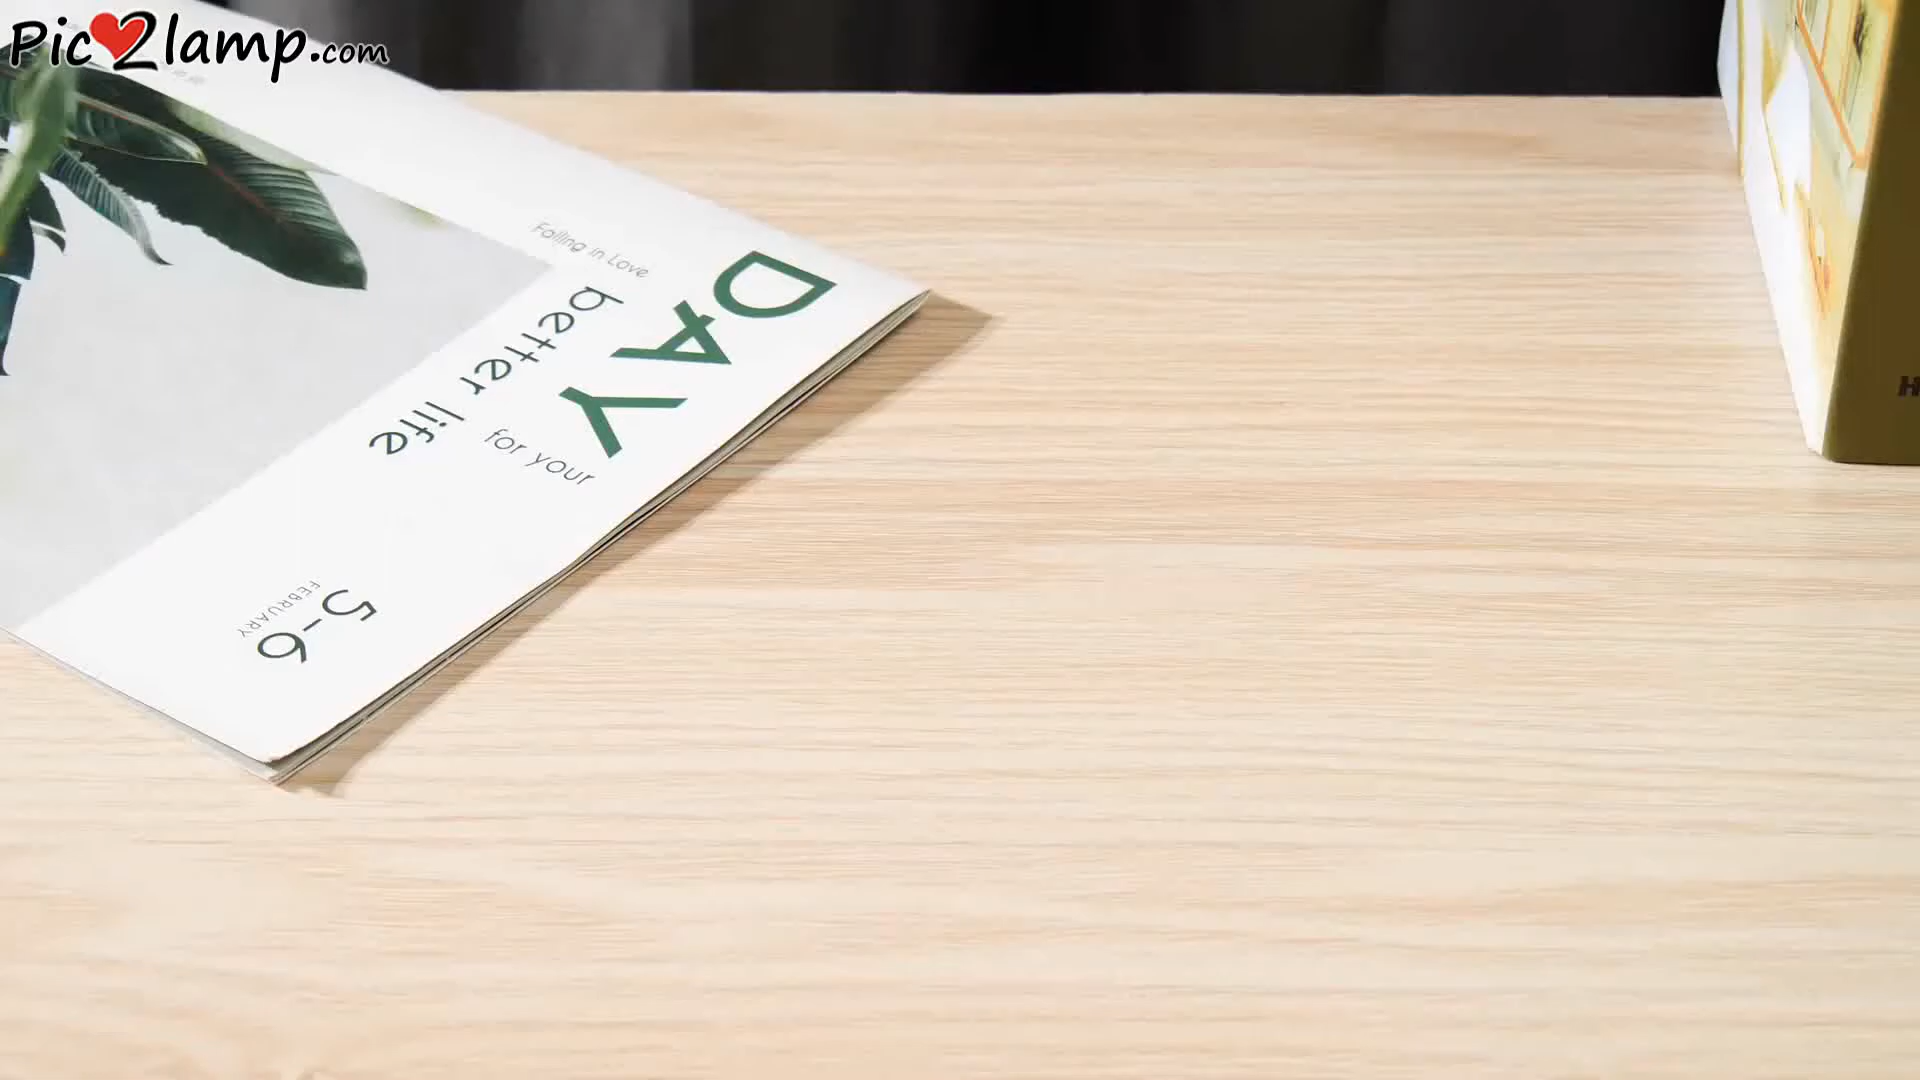 Pic2lamp.com
Falling in Love
DAY
better life
for your
5-6
FEBRUARY
H